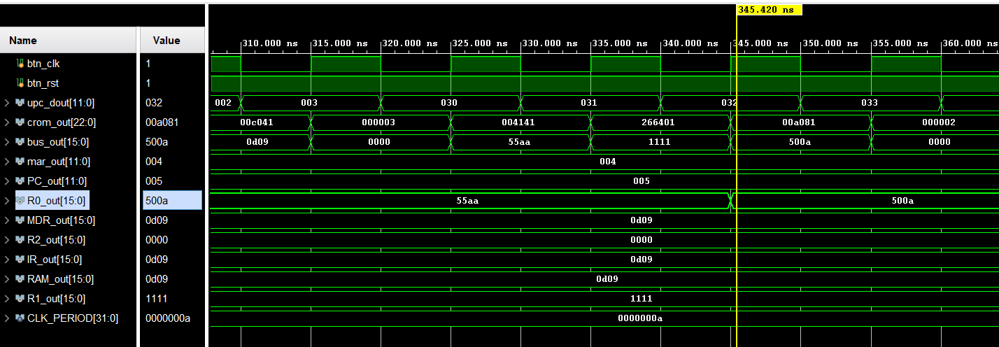 345.420 ns
Name Value
310.000 ns 315.000 ns 320.000 ns 325.000 ns 330.000 ns 335.000 ns 340.000 ns 345.000 ns 350.000 ns 355.000 ns 360.000 ns
btn_clk 1
btn_rst 1
upc_dout[11:0] 032 002 003 030 031 032 033
crom_out[22:0] 00a081 00c041 000003 004141 266401 00a081 000002
bus_out[15:0] 500a 0d09 0000 55aa 1111 500a 0000
mar_out[11:0] 004 004
PC_out[11:0] 005 005
R0_out[15:0] 500a 55aa 500a
MDR_out[15:0] 0d09 0d09
R2_out[15:0] 0000 0000
IR_out[15:0] 0d09 0d09
RAM_out[15:0] 0d09 0d09
R1_out[15:0] 1111 1111
CLK_PERIOD[31:0] 0000000a 0000000a